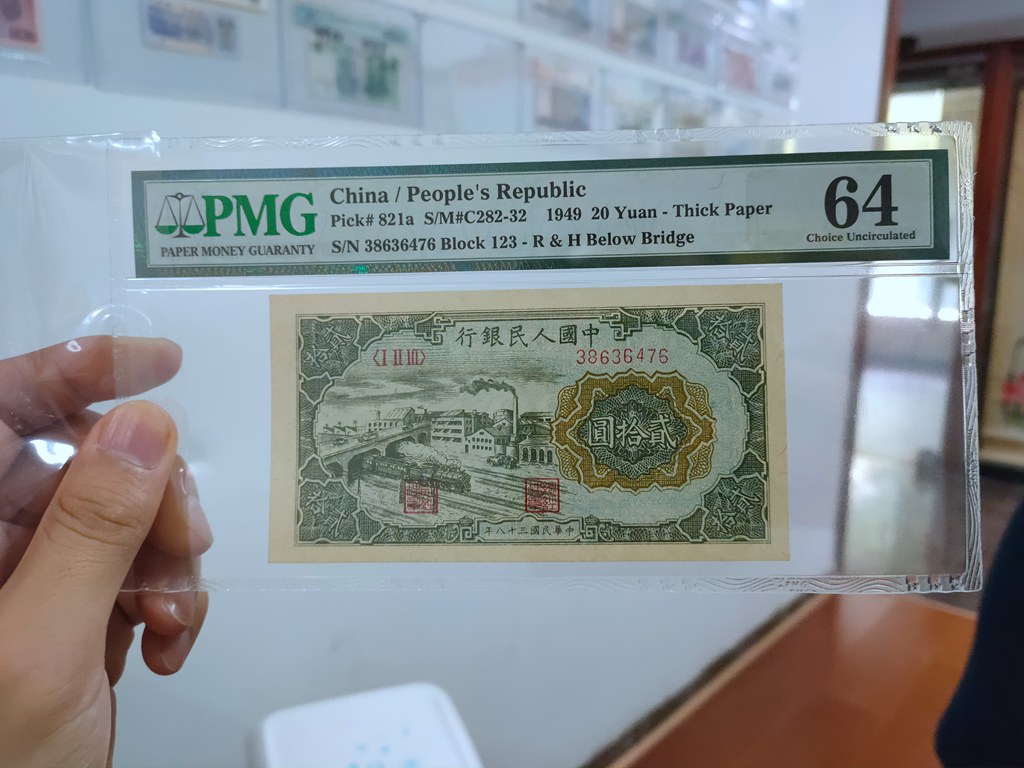 PMG
PAPER MONEY GUARANTY
China / People's Republic
Pick# 821a S/M#C282-32 1949 20 Yuan - Thick Paper
S/N 38636476 Block 123 - R & H Below Bridge
64
Choice Uncirculated
行銀民人國中
〈I II III〉
38636476
圓拾貳
年八十三國民華中